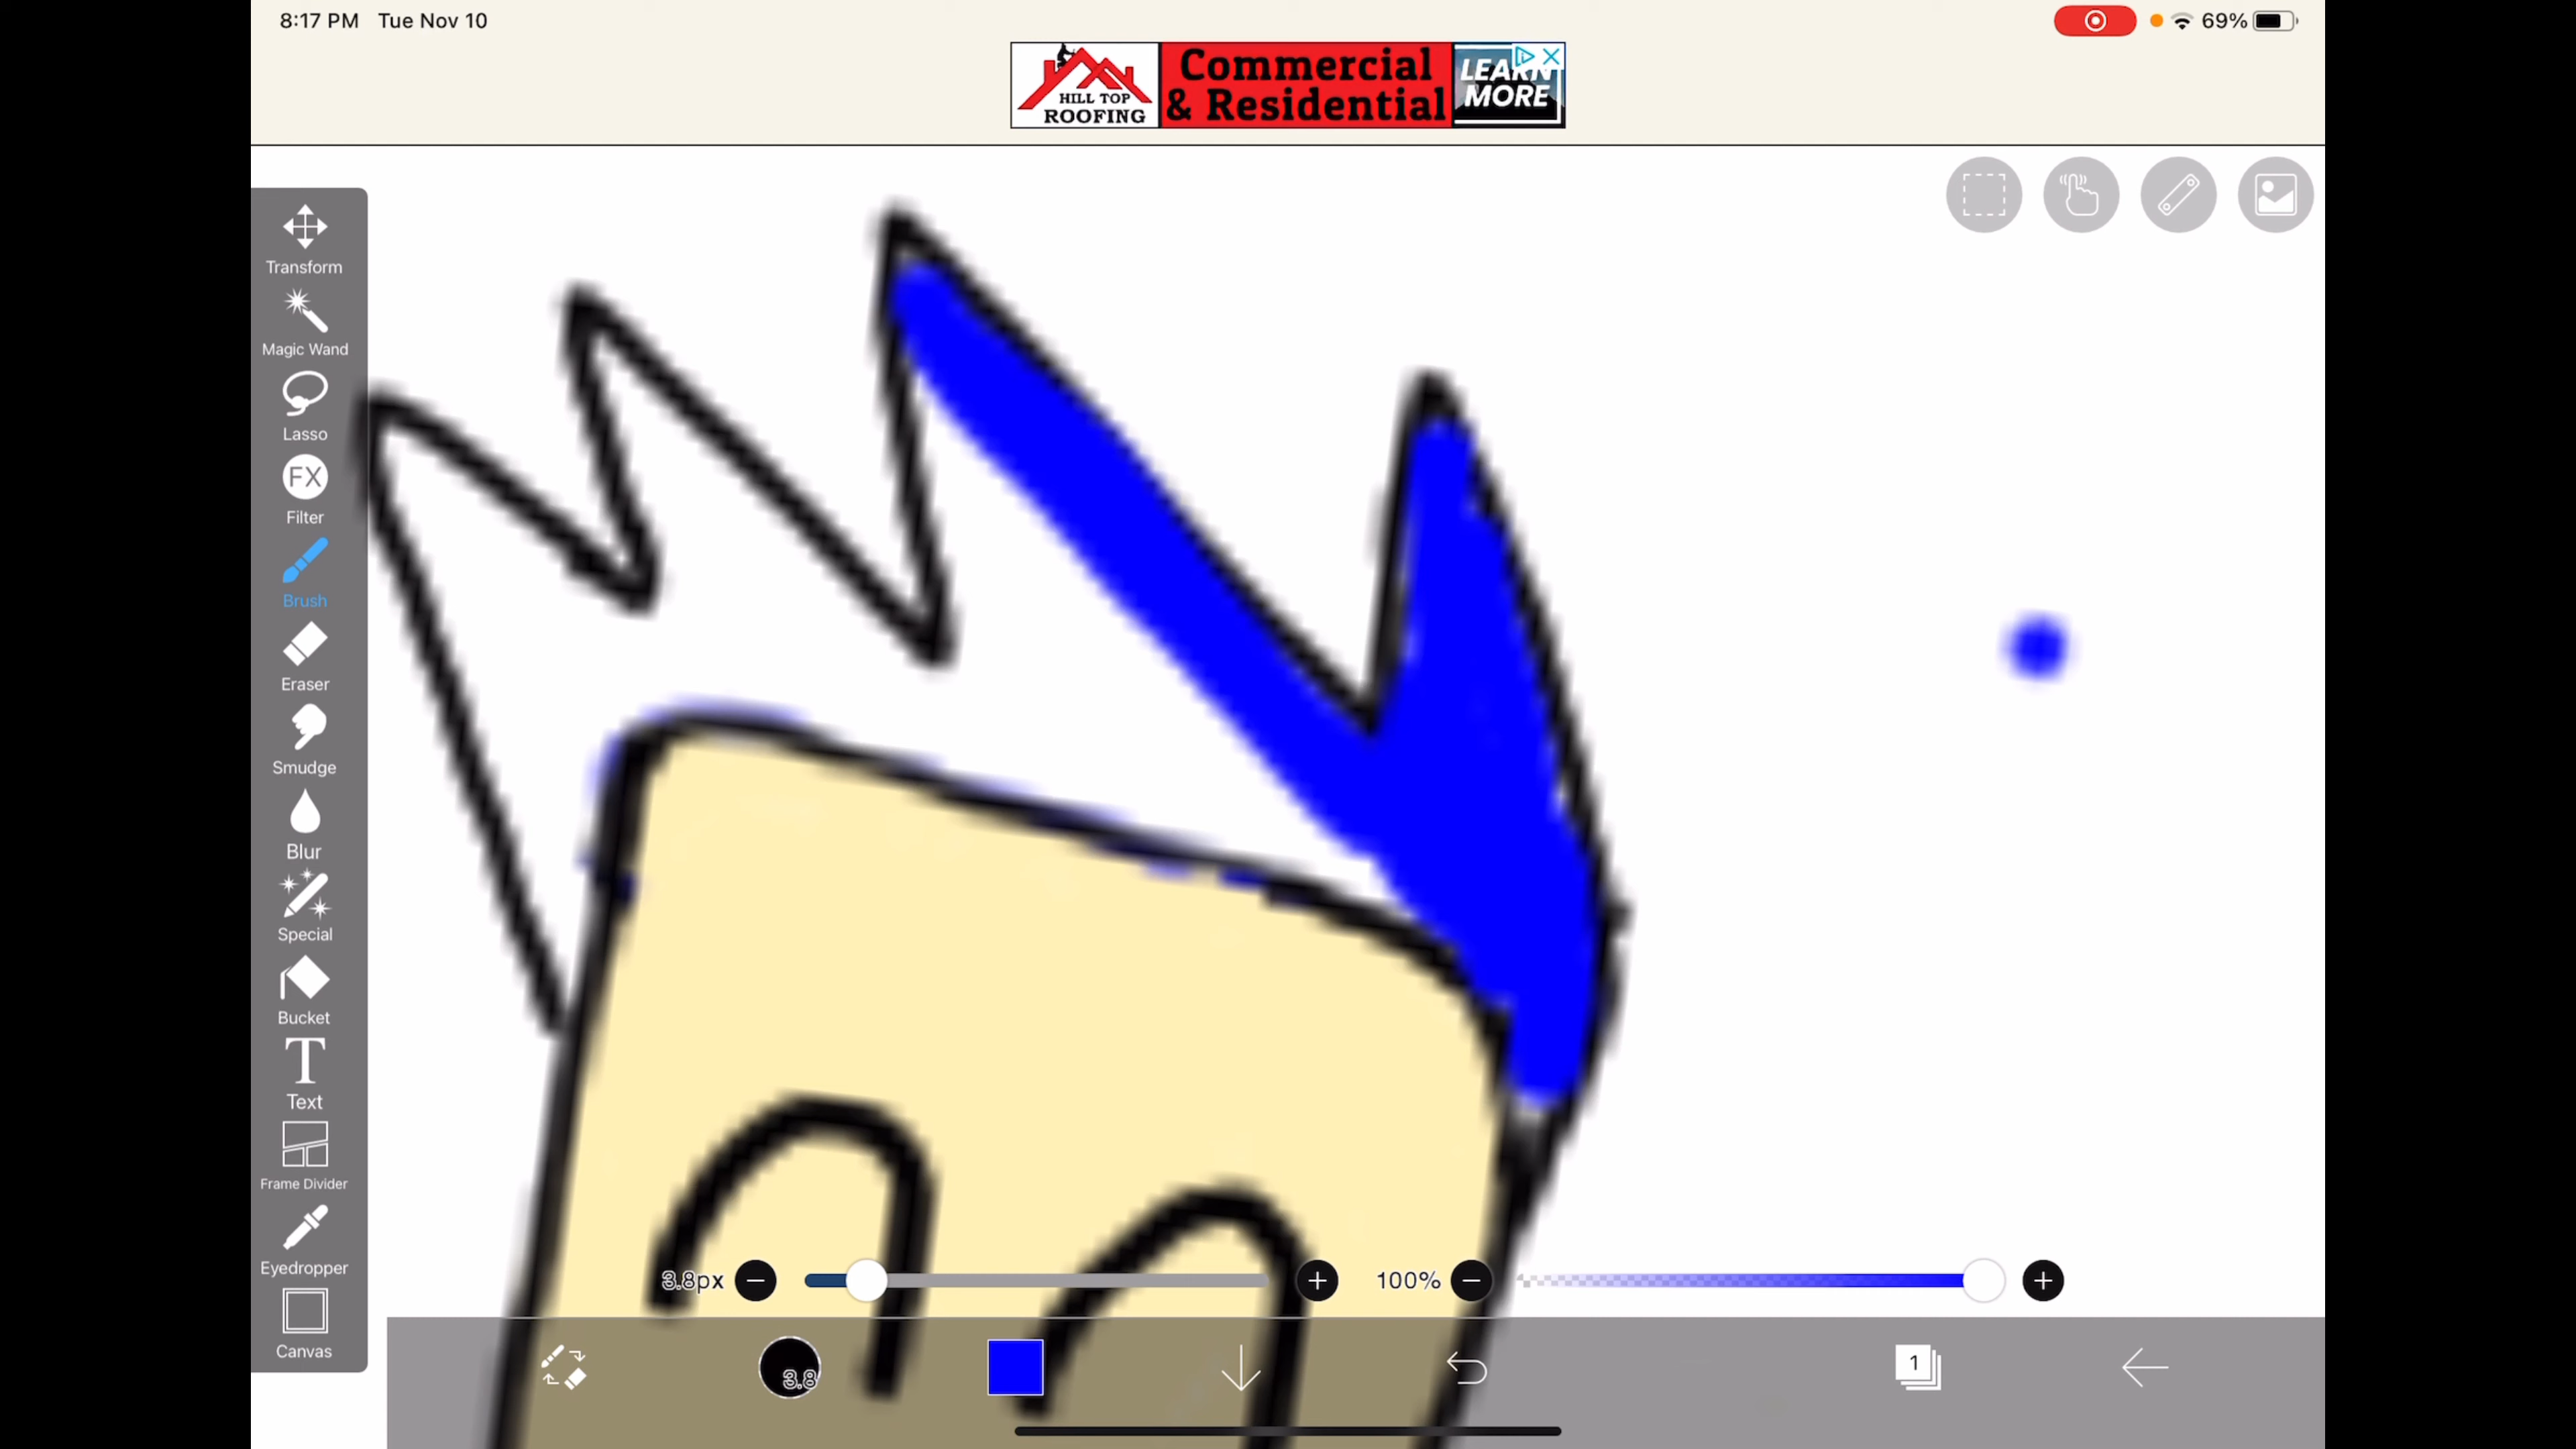 8:17 PM Tue Nov 10
69%
HILL TOP
ROOFING
Commercial
& Residential
LEARN
MORE
Transform
Magic Wand
Lasso
FX
Filter
Brush
Eraser
Smudge
Blur
Special
Bucket
T
Text
Frame Divider
Eyedropper
Canvas
3.8px
100%
3.8
1